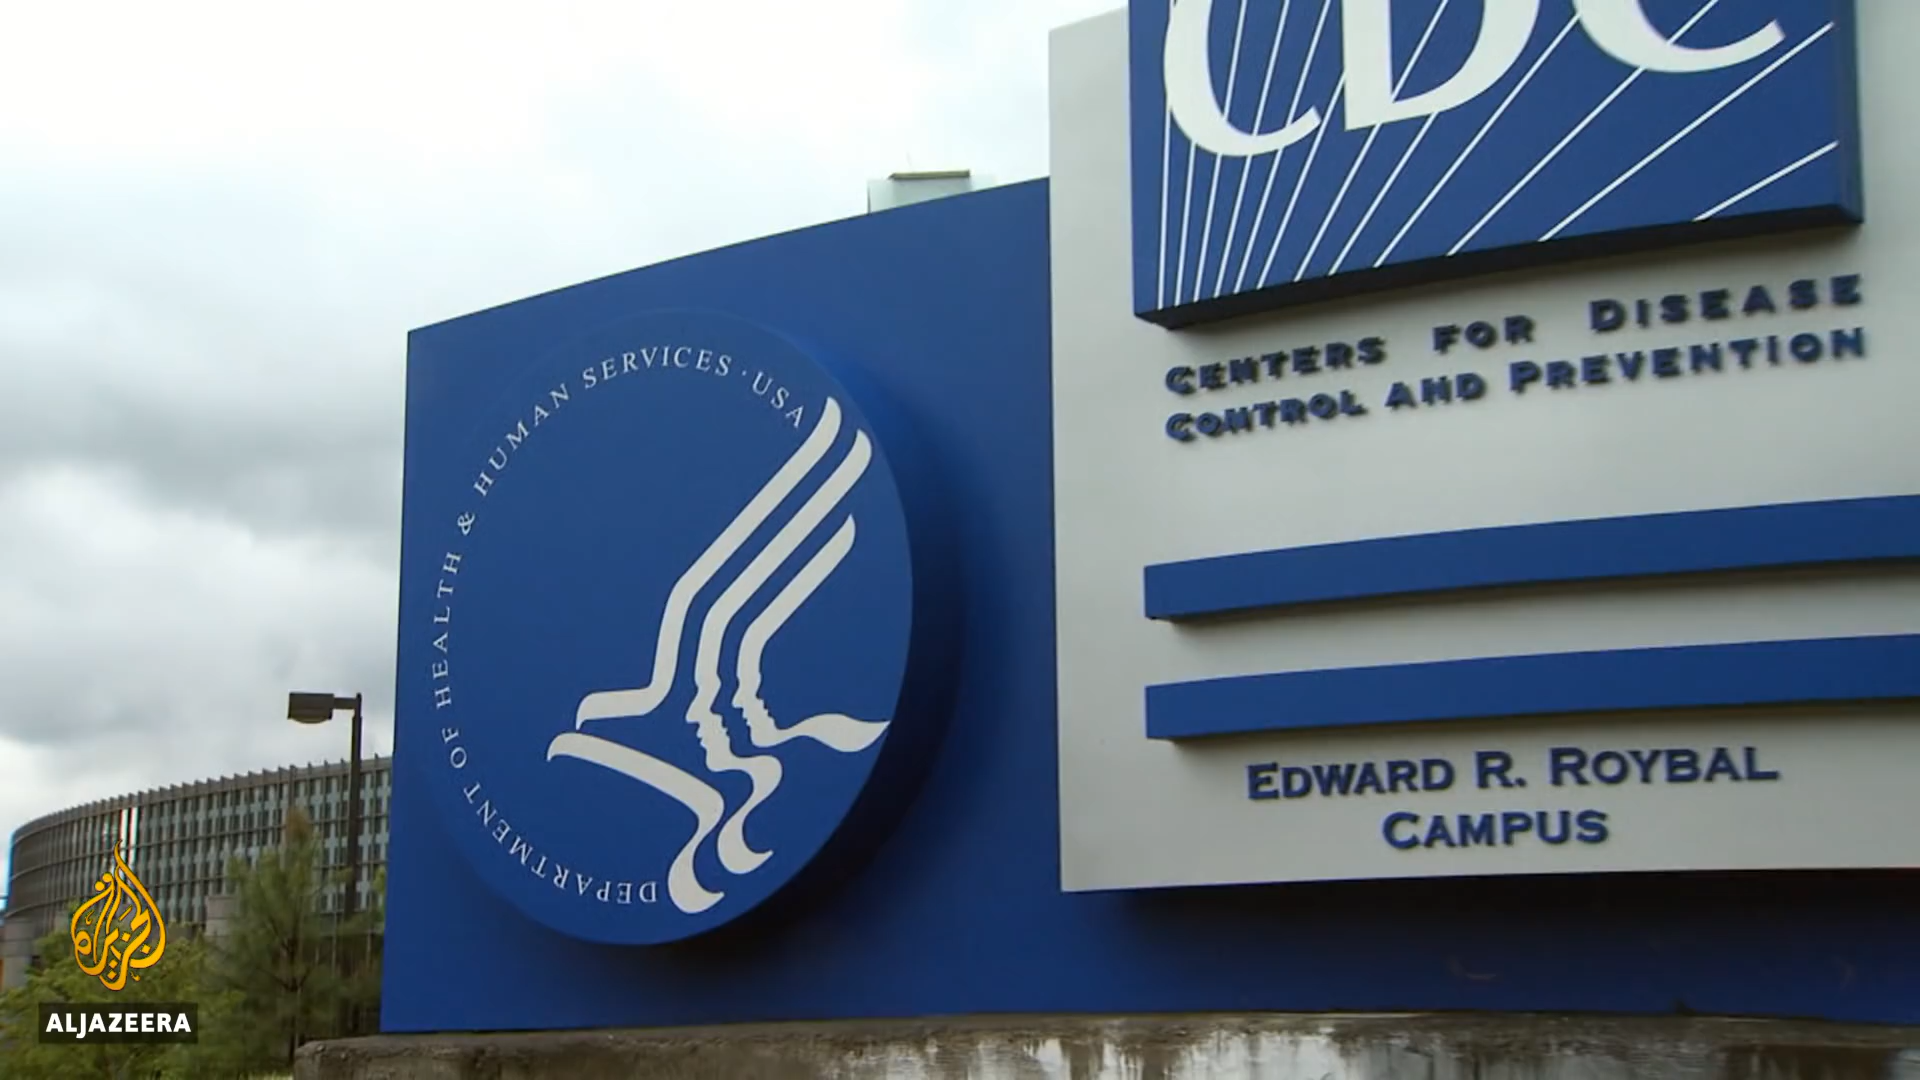 CDC
CENTERS FOR DISEASE
CONTROL AND PREVENTION
EDWARD R. ROYBAL
CAMPUS
DEPARTMENT OF HEALTH & HUMAN SERVICES · USA
الجزيرة
ALJAZEERA